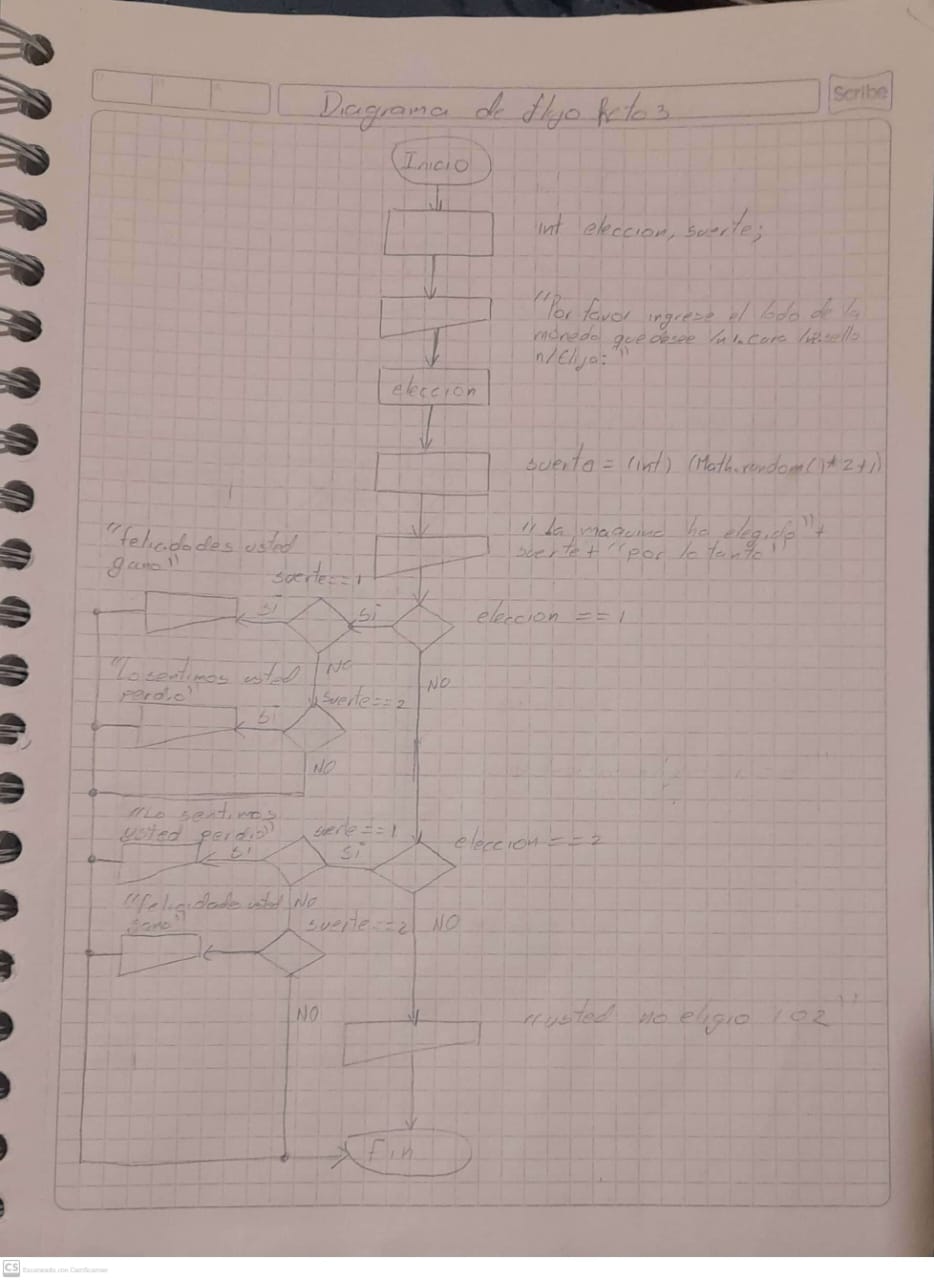 Scribe
Diagrama de flujo Reto 3
Inicio
int eleccion, suerte;
"Por favor ingrese el lado de la
moneda que desee /n 1. cara /n 2. sello
n/Elija: "
eleccion
suerte = (int) (Math.random()* 2 +1)
"La maquina ha elegido" +
suerte + "por lo tanto"
"felicidades usted
gano"
suerte==1
SI
SI
eleccion == 1
NO
NO
"Lo sentimos usted
perdio"
suerte==2
SI
NO
"Lo sentimos
usted perdio"
suerte==1
SI
SI
eleccion == 2
"felicidade usted
gano"
NO
suerte==2
NO
NO
"usted no eligio 1 o 2"
Fin
CS Escaneado con CamScanner